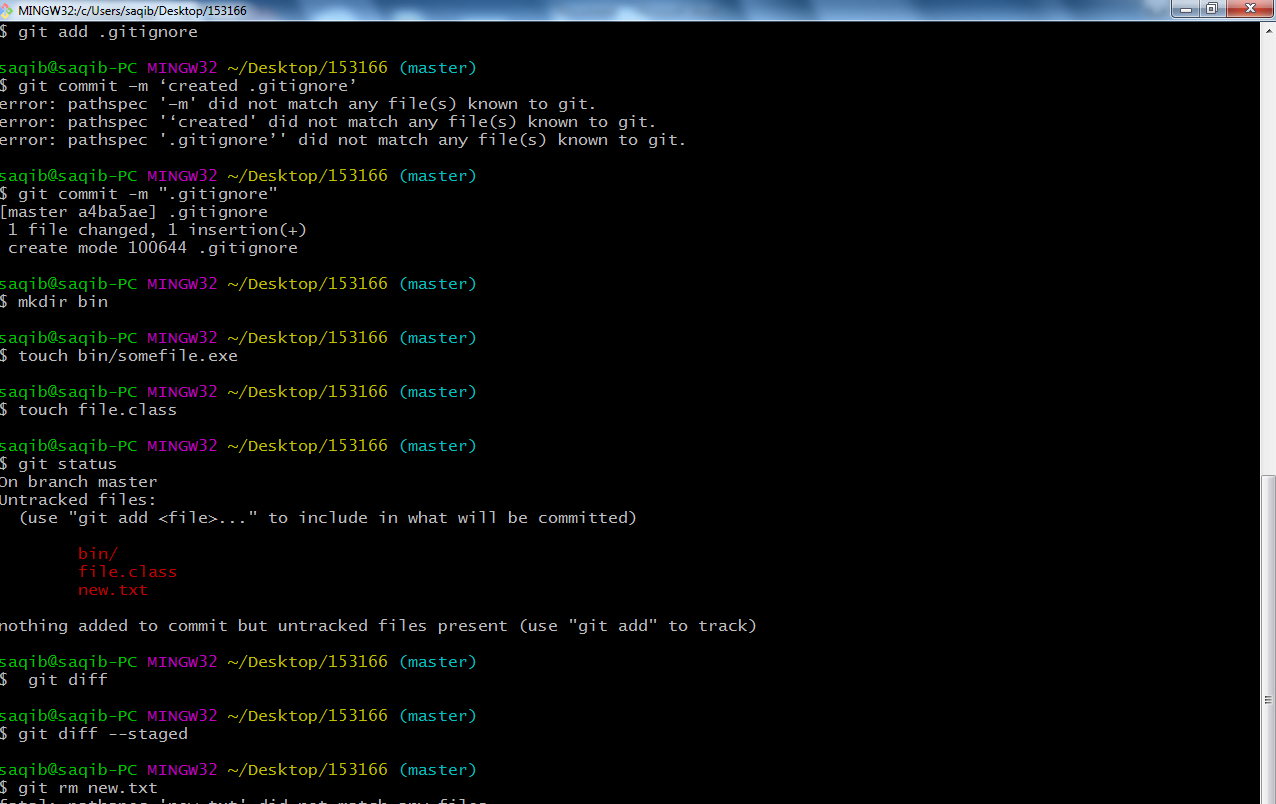 MINGW32:/c/Users/saqib/Desktop/153166
$ git add .gitignore
saqib@saqib-PC MINGW32 ~/Desktop/153166 (master)
$ git commit –m ‘created .gitignore’
error: pathspec '–m' did not match any file(s) known to git.
error: pathspec '‘created' did not match any file(s) known to git.
error: pathspec '.gitignore’' did not match any file(s) known to git.
saqib@saqib-PC MINGW32 ~/Desktop/153166 (master)
$ git commit -m ".gitignore"
[master a4ba5ae] .gitignore
1 file changed, 1 insertion(+)
create mode 100644 .gitignore
saqib@saqib-PC MINGW32 ~/Desktop/153166 (master)
$ mkdir bin
saqib@saqib-PC MINGW32 ~/Desktop/153166 (master)
$ touch bin/somefile.exe
saqib@saqib-PC MINGW32 ~/Desktop/153166 (master)
$ touch file.class
saqib@saqib-PC MINGW32 ~/Desktop/153166 (master)
$ git status
On branch master
Untracked files:
(use "git add <file>..." to include in what will be committed)
bin/
file.class
new.txt
nothing added to commit but untracked files present (use "git add" to track)
saqib@saqib-PC MINGW32 ~/Desktop/153166 (master)
$  git diff
saqib@saqib-PC MINGW32 ~/Desktop/153166 (master)
$ git diff --staged
saqib@saqib-PC MINGW32 ~/Desktop/153166 (master)
$ git rm new.txt
fatal: pathspec 'new.txt' did not match any files